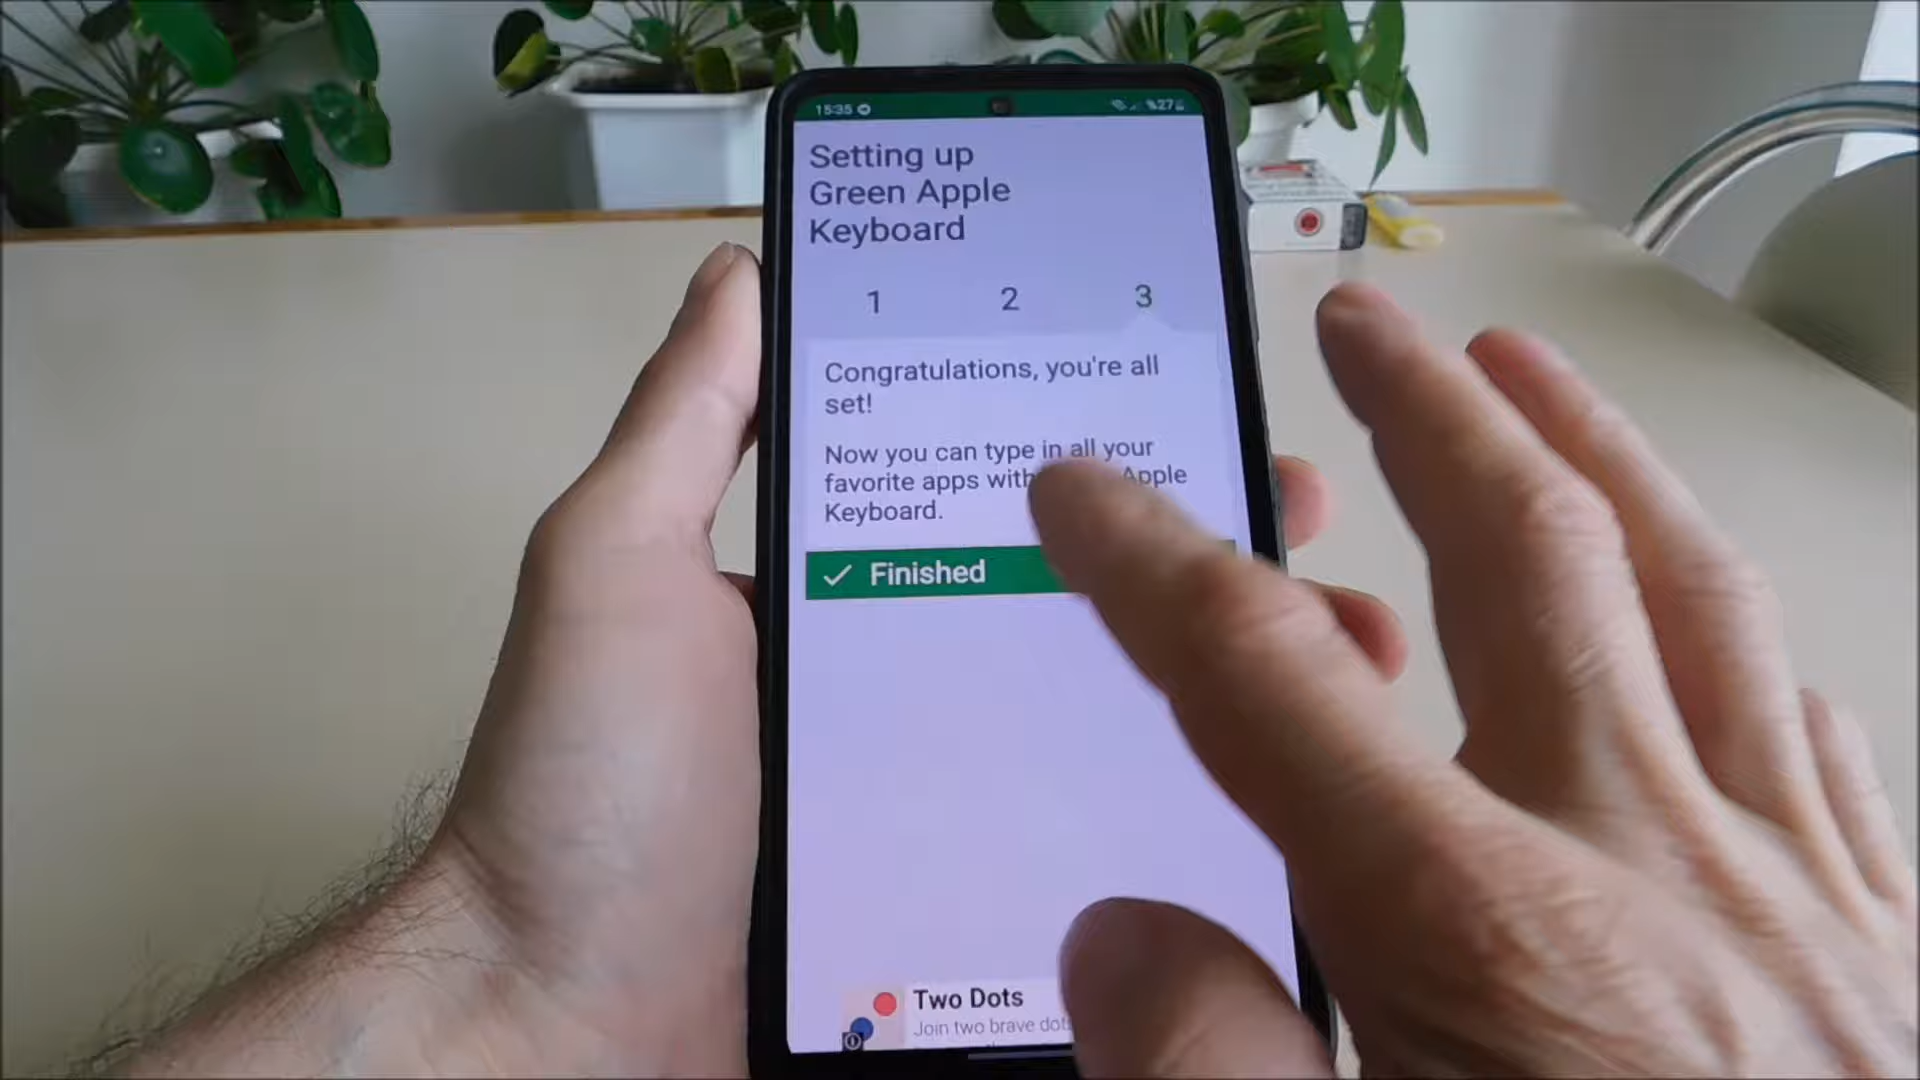 15:35
%27
Setting up
Green Apple
Keyboard
1 2 3
Congratulations, you're all
set!
Now you can type in all your
favorite apps with Apple
Keyboard.
Finished
Two Dots
Join two brave dots